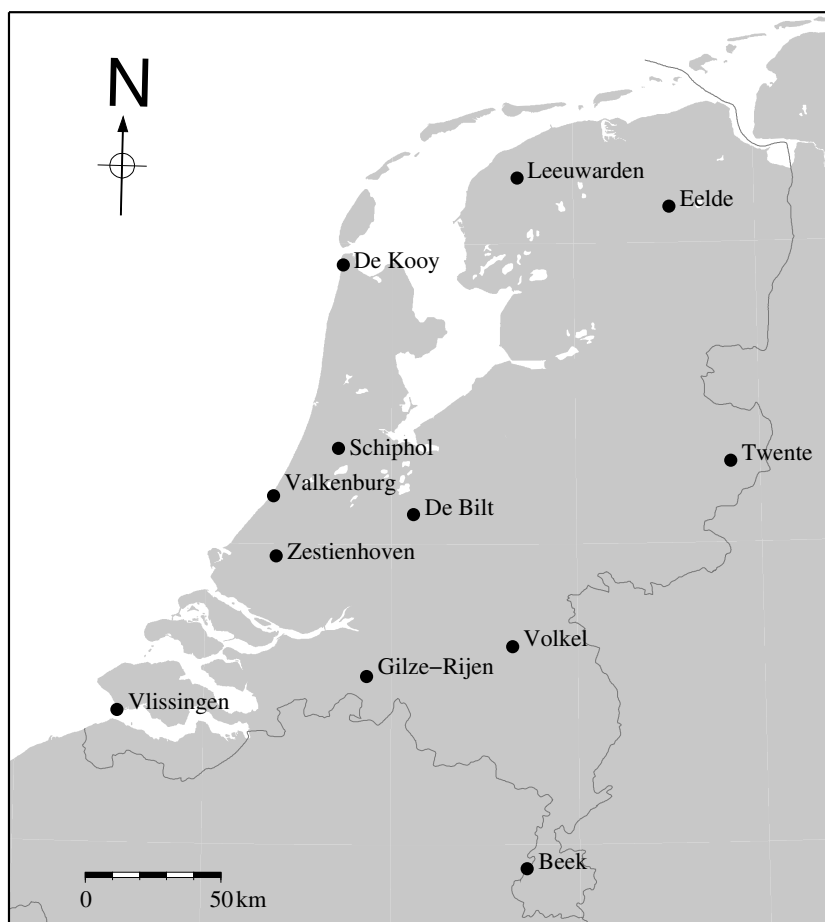 N
Leeuwarden
Eelde
De Kooy
Schiphol
Twente
Valkenburg
De Bilt
Zestienhoven
Volkel
Gilze−Rijen
Vlissingen
Beek
0 50 km